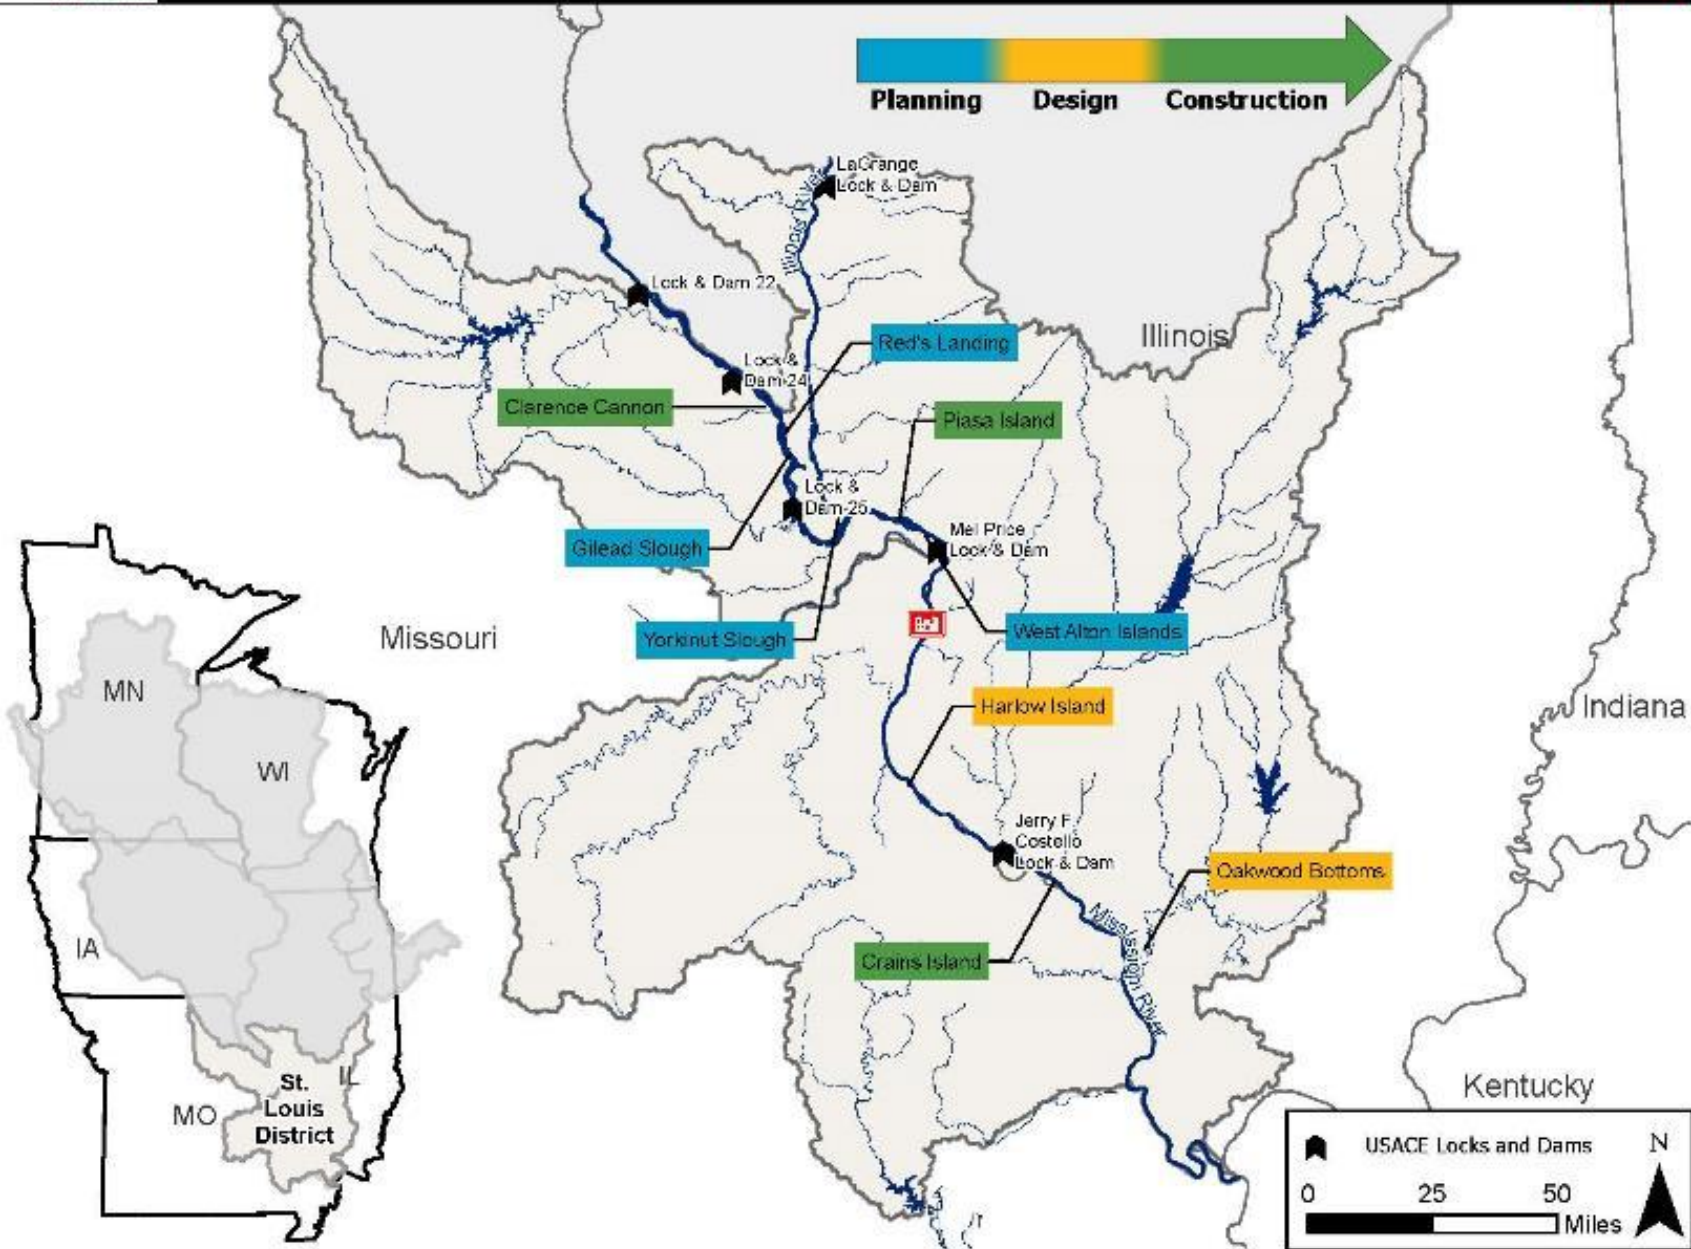 Planning Design Construction
LaGrange
Lock & Dam
Illinois River
Lock & Dam 22
Illinois
Red's Landing
Lock &
Dam-24
Clarence Cannon
Piasa Island
Lock &
Dam-25
Mel Price
Lock & Dam
Gilead Slough
Missouri
Yorkinut Slough
West Alton Islands
MN
Harlow Island
Indiana
WI
Jerry F
Costello
Lock & Dam
Oakwood Bottoms
Mississippi River
IA
Crains Island
St.
Louis
District
IL
MO
Kentucky
USACE Locks and Dams
N
0 25 50
Miles